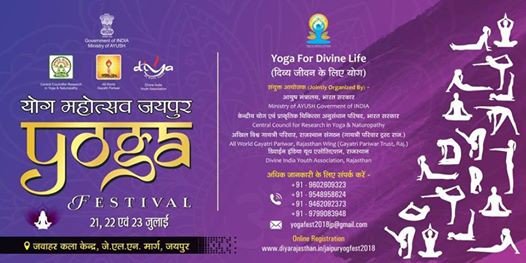 Government of INDIA
Ministry of AYUSH
Central Councilfor Research
in Yoga & Naturopathy
All World
Gayatri Pariwar
Divine India
Youth Association
योग महोत्सव जयपुर
yoga
FESTIVAL
21, 22 एवं 23 जुलाई
जवाहर कला केन्द्र, जे.एल.एन. मार्ग, जयपुर
Yoga For Divine Life
(दिव्य जीवन के लिए योग)
संयुक्त आयोजक (Jointly Organized By): -
आयुष मंत्रालय, भारत सरकार
Ministry of AYUSH Goverment of INDIA
केन्द्रीय योग एवं प्राकृतिक चिकित्सा अनुसंधान परिषद, भारत सरकार
Central Council for Research in Yoga & Naturopathy
अखिल विश्व गायत्री परिवार, राजस्थान संस्थान (गायत्री परिवार ट्रस्ट राज.)
All World Gayatri Pariwar, Rajasthan Wing (Gayatri Pariwar Trust, Raj.)
डिवाईन इंडिया यूथ एसोसिएशन, राजस्थान
Divine India Youth Association, Rajasthan
अधिक जानकारी के लिए संपर्क करें -
+91 - 9602609323
+91 - 9548958624
+91 - 9462092373
+91 - 9799083948
yogafest2018jp@gmail.com
Online Registration
www.diyarajasthan.in/jaipuryogfest2018